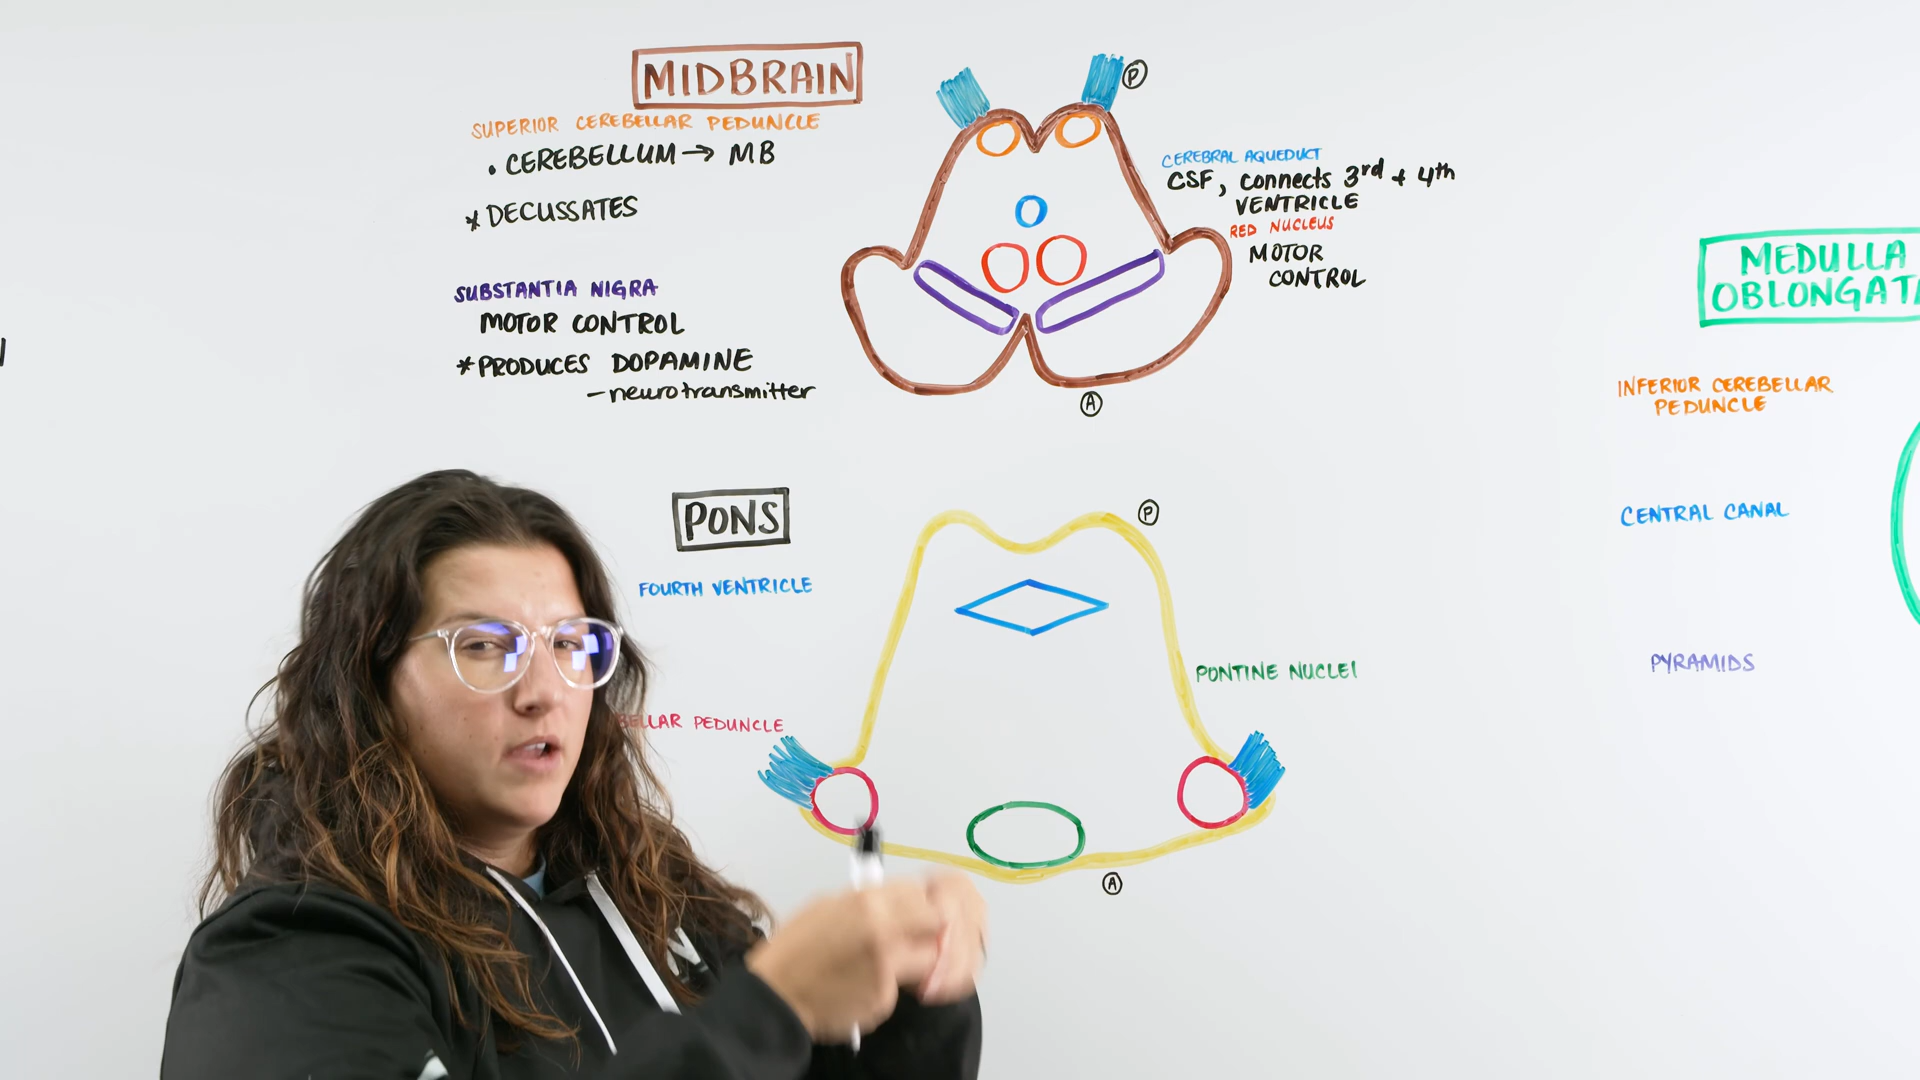 MIDBRAIN
SUPERIOR CEREBELLAR PEDUNCLE
• CEREBELLUM → MB
* DECUSSATES
SUBSTANTIA NIGRA
MOTOR CONTROL
* PRODUCES DOPAMINE
- neurotransmitter
P
CEREBRAL AQUEDUCT
CSF, connects 3rd + 4th
VENTRICLE
RED NUCLEUS
MOTOR
CONTROL
A
PONS
FOURTH VENTRICLE
BELLAR PEDUNCLE
P
PONTINE NUCLEI
A
MEDULLA
OBLONGATA
INFERIOR CEREBELLAR
PEDUNCLE
CENTRAL CANAL
PYRAMIDS